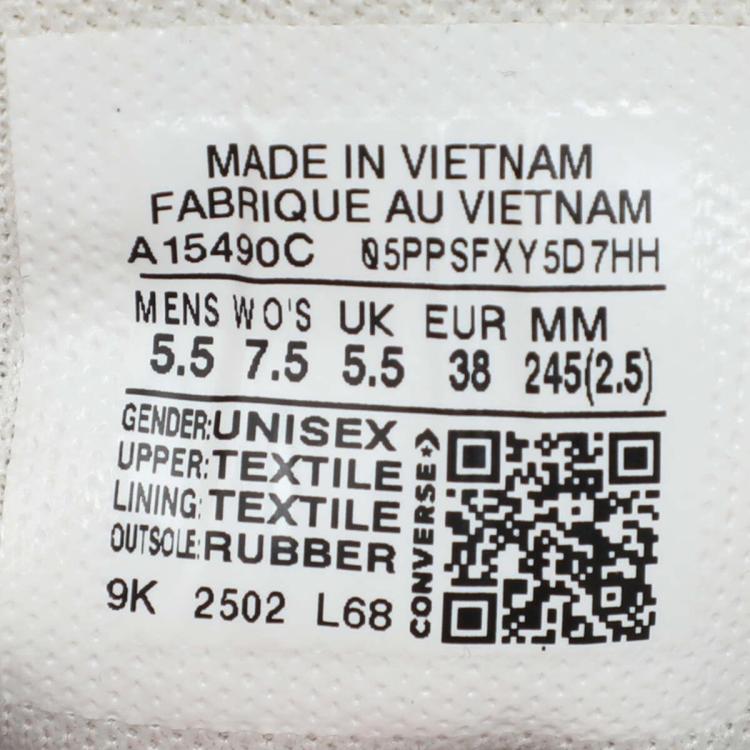 MADE IN VIETNAM
FABRIQUE AU VIETNAM
A15490C 05PPSFXY5D7HH
MENS WO'S UK EUR MM
5.5 7.5 5.5 38 245(2.5)
GENDER:UNISEX
UPPER:TEXTILE
LINING:TEXTILE
OUTSOLE:RUBBER
9K 2502 L68
CONVERSE